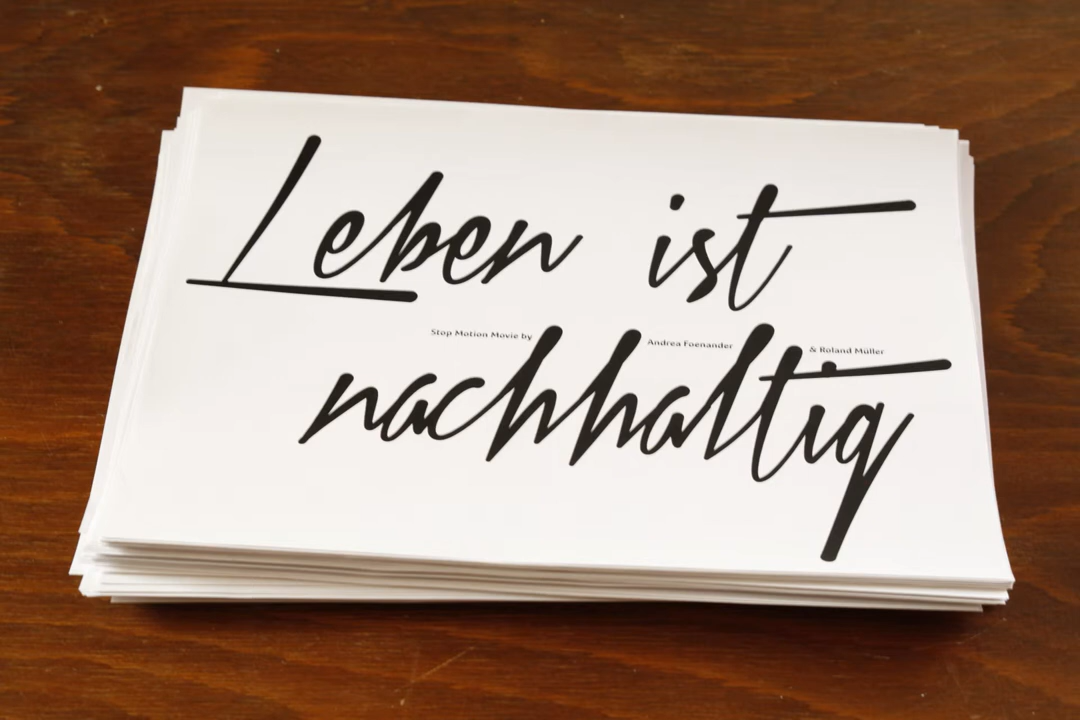 Leben ist
Stop Motion Movie by Andrea Foenander & Roland Müller
nachhaltig